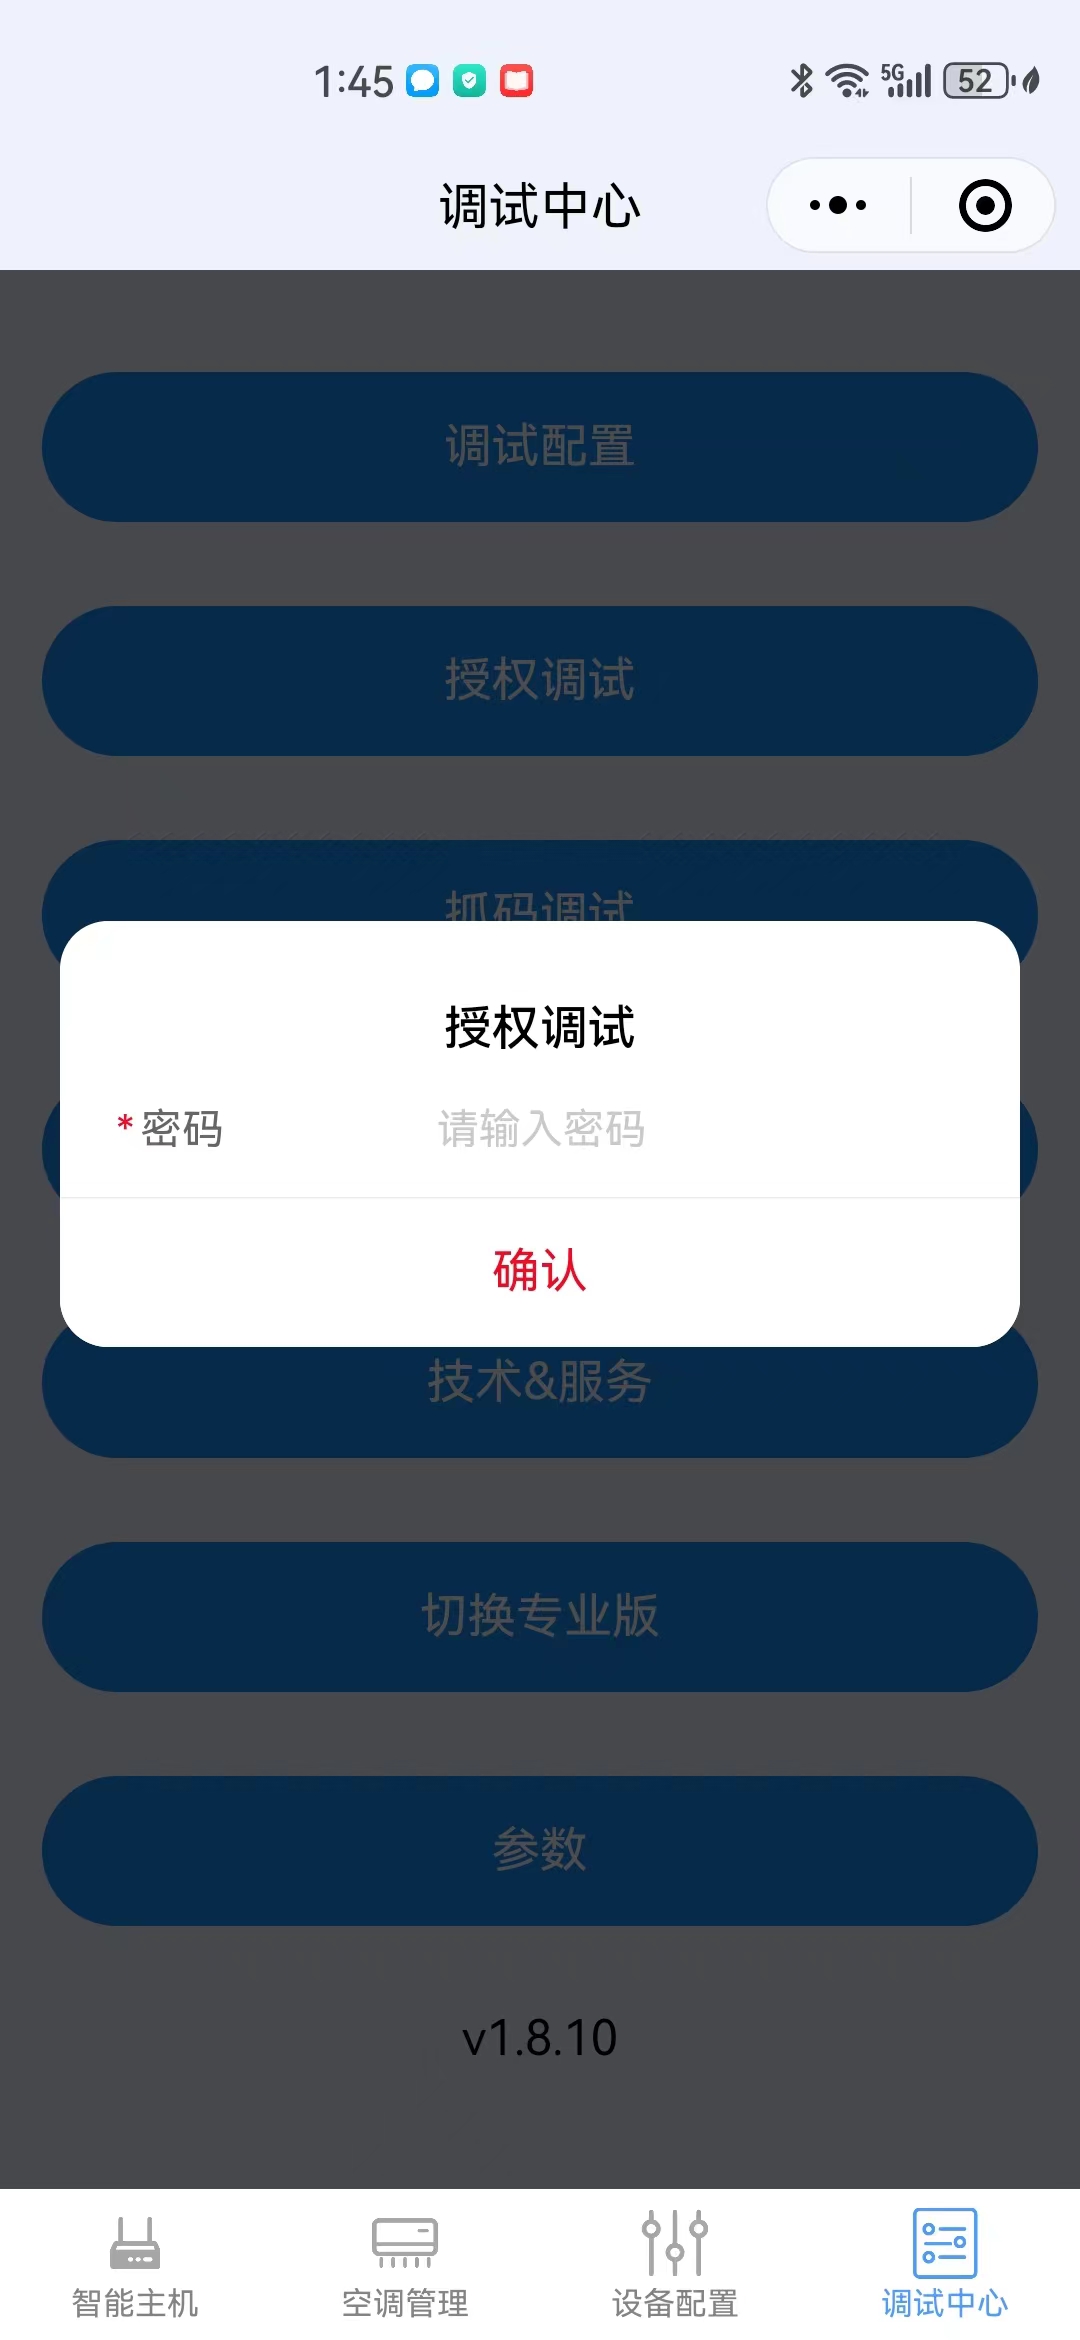 1:45
5G
52
调试中心
调试配置
授权调试
抓码调试
授权调试
*密码 请输入密码
确认
技术&服务
切换专业版
参数
v1.8.10
智能主机 空调管理 设备配置 调试中心